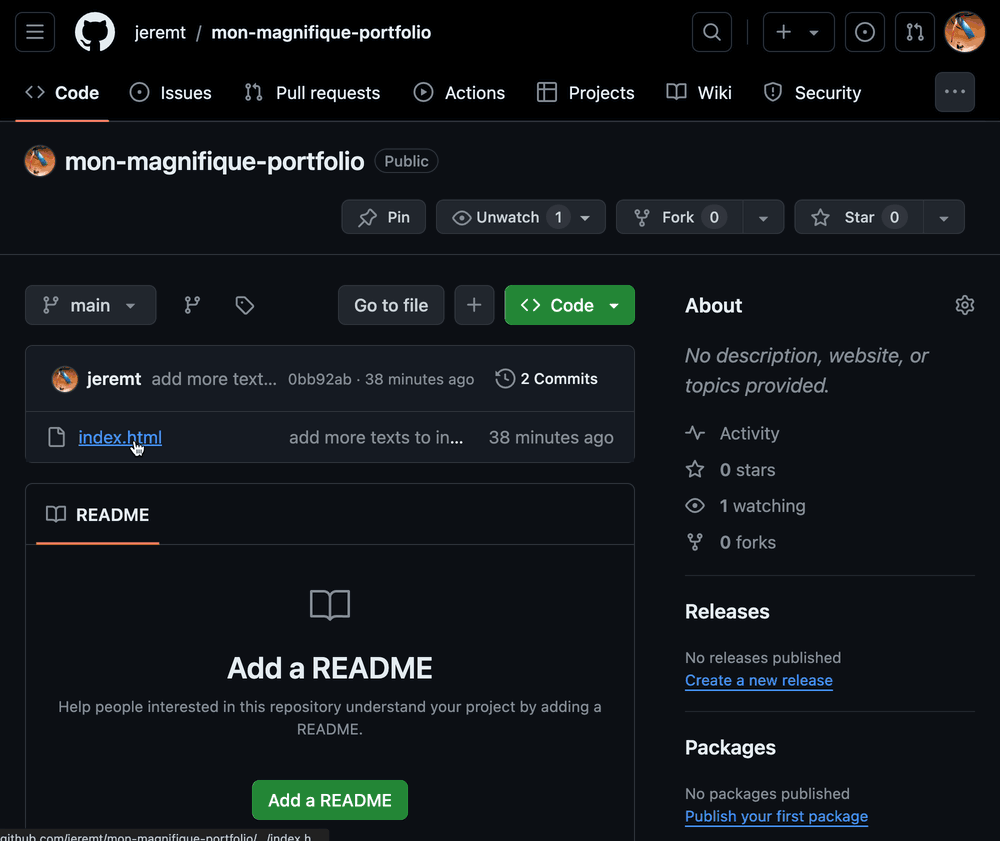 jeremt / mon-magnifique-portfolio
Code Issues Pull requests Actions Projects Wiki Security
mon-magnifique-portfolio Public
Pin Unwatch 1 Fork 0 Star 0
main Go to file Code
jeremt add more text... 0bb92ab · 38 minutes ago 2 Commits
index.html add more texts to in... 38 minutes ago
README
Add a README
Help people interested in this repository understand your project by adding a
README.
Add a README
About
No description, website, or
topics provided.
Activity
0 stars
1 watching
0 forks
Releases
No releases published
Create a new release
Packages
No packages published
Publish your first package
github.com/jeremt/mon-magnifique-portfolio/.../index.h...